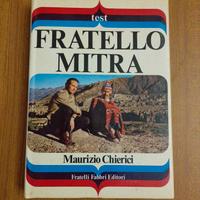 test
FRATELLO
MITRA
Maurizio Chierici
Fratelli Fabbri Editori